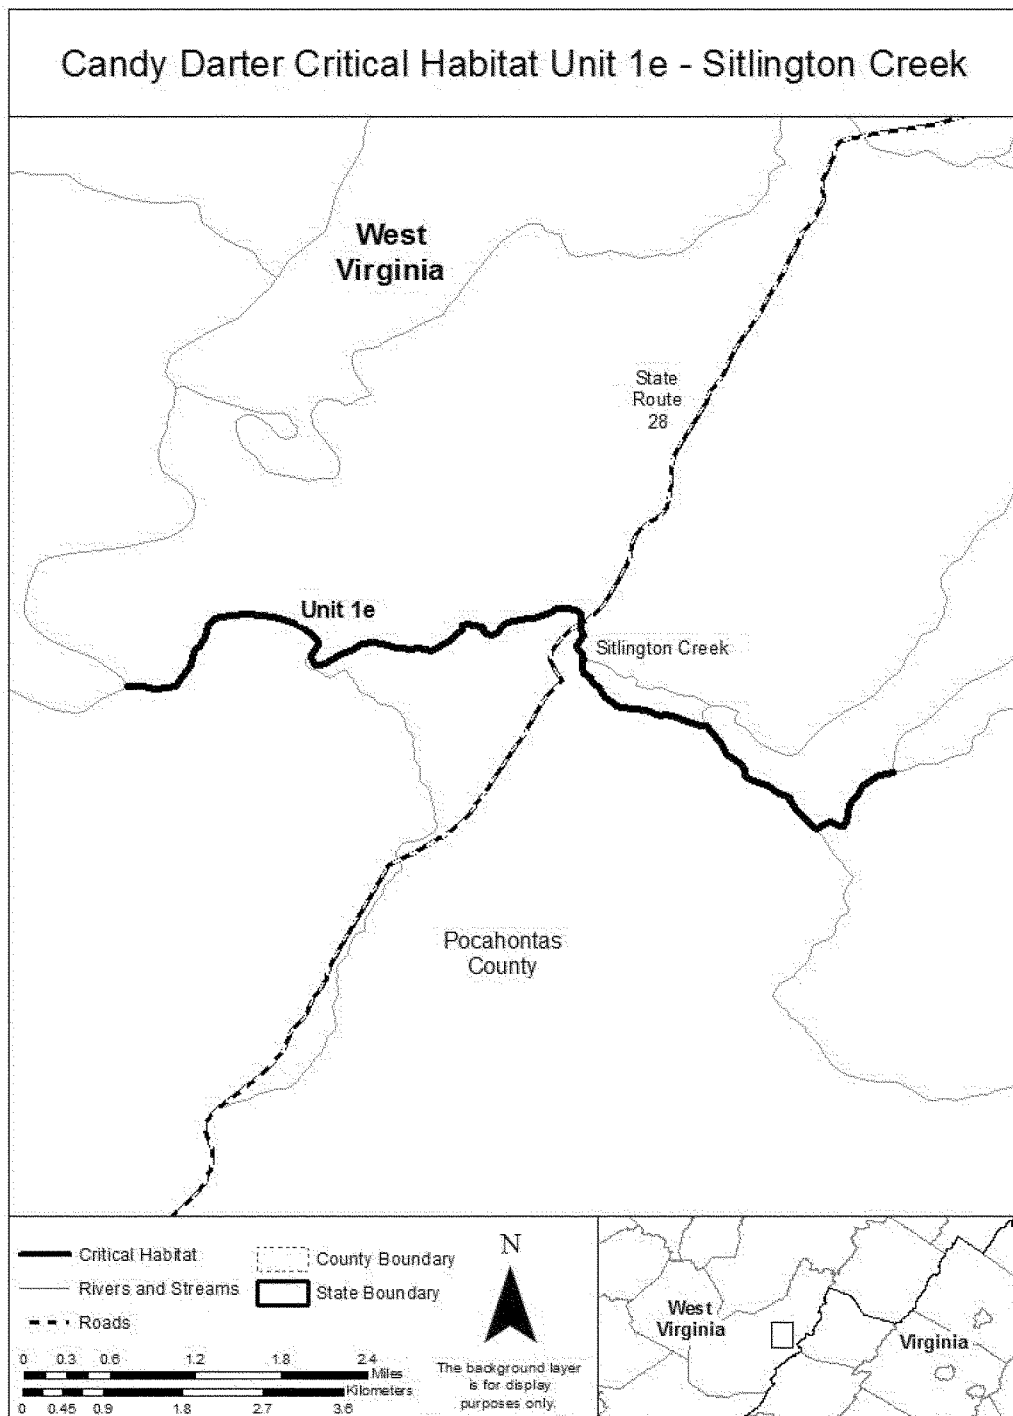 Candy Darter Critical Habitat Unit 1e - Sitlington Creek
West
Virginia
State
Route
28
Unit 1e
Sitlington Creek
Pocahontas
County
Critical Habitat
Rivers and Streams
Roads
County Boundary
State Boundary
0 0.3 0.6 1.2 1.8 2.4
Miles
Kilometers
0 0.45 0.9 1.8 2.7 3.6
N
The background layer
is for display
purposes only.
West
Virginia
Virginia